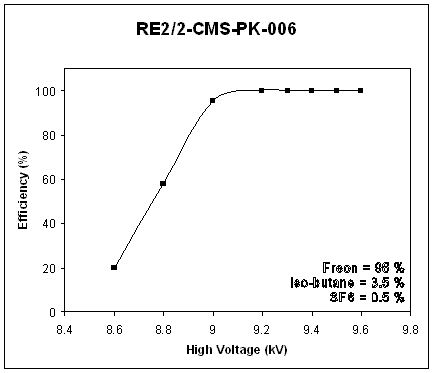 RE2/2-CMS-PK-006
Efficiency (%)
100
80
60
40
20
0
Freon = 96 %
Iso-butane = 3.5 %
SF6 = 0.5 %
8.4 8.6 8.8 9 9.2 9.4 9.6 9.8
High Voltage (kV)